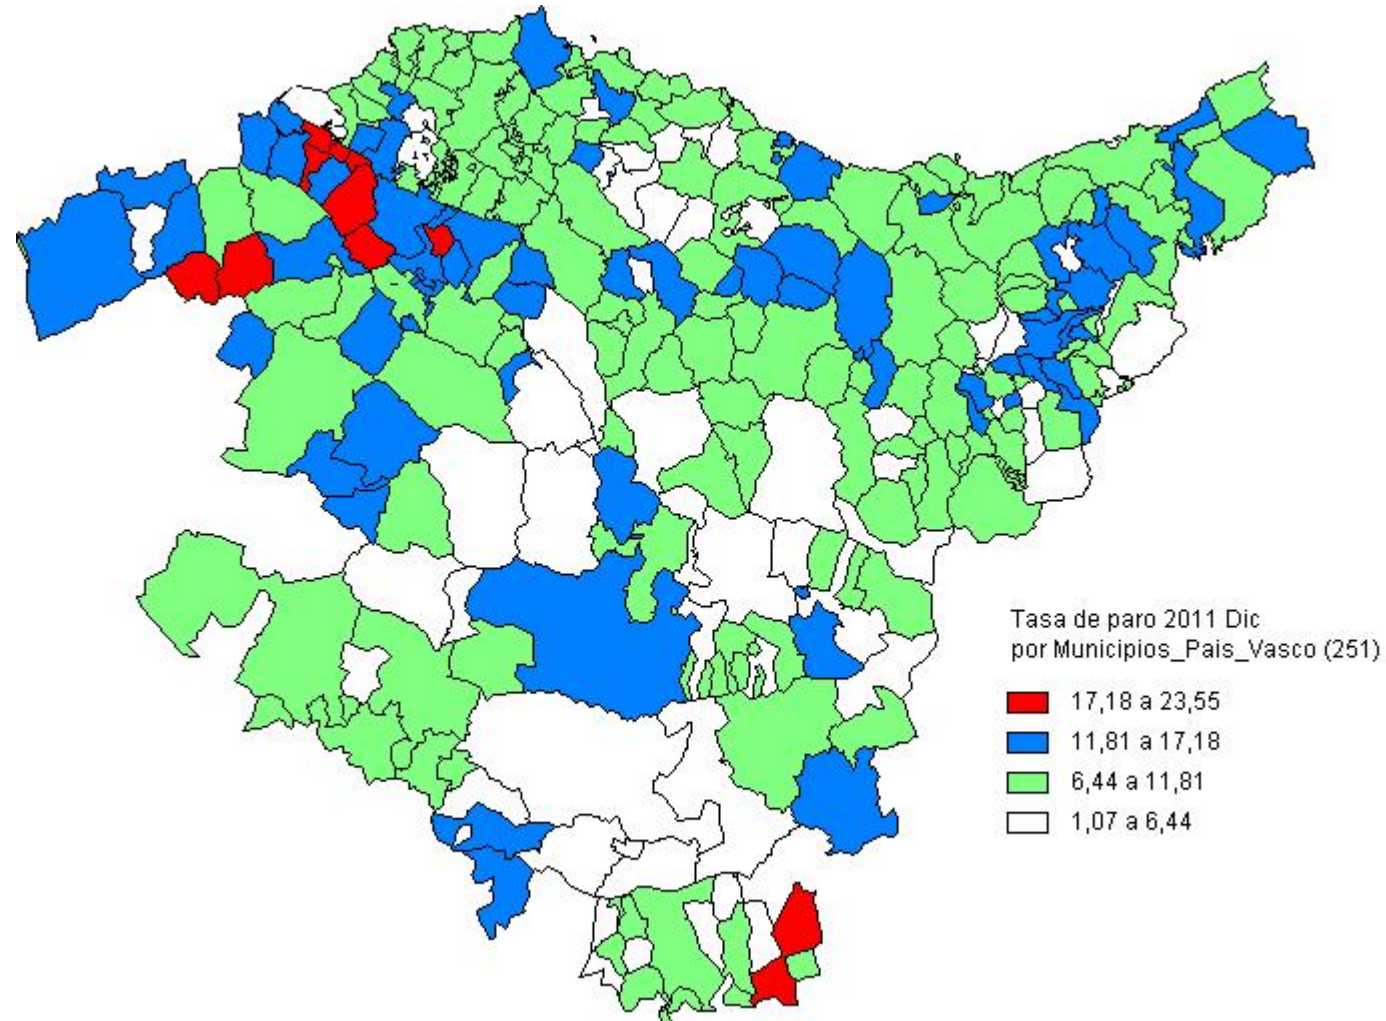 Tasa de paro 2011 Dic
por Municipios_Pais_Vasco (251)
17,18 a 23,55
11,81 a 17,18
6,44 a 11,81
1,07 a 6,44